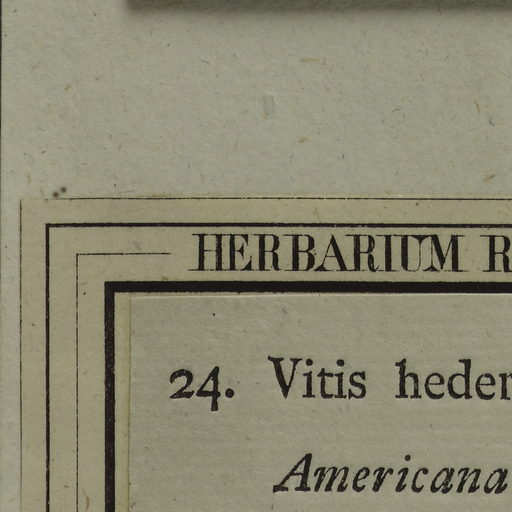 HERBARIUM R
24. Vitis heder
Americana